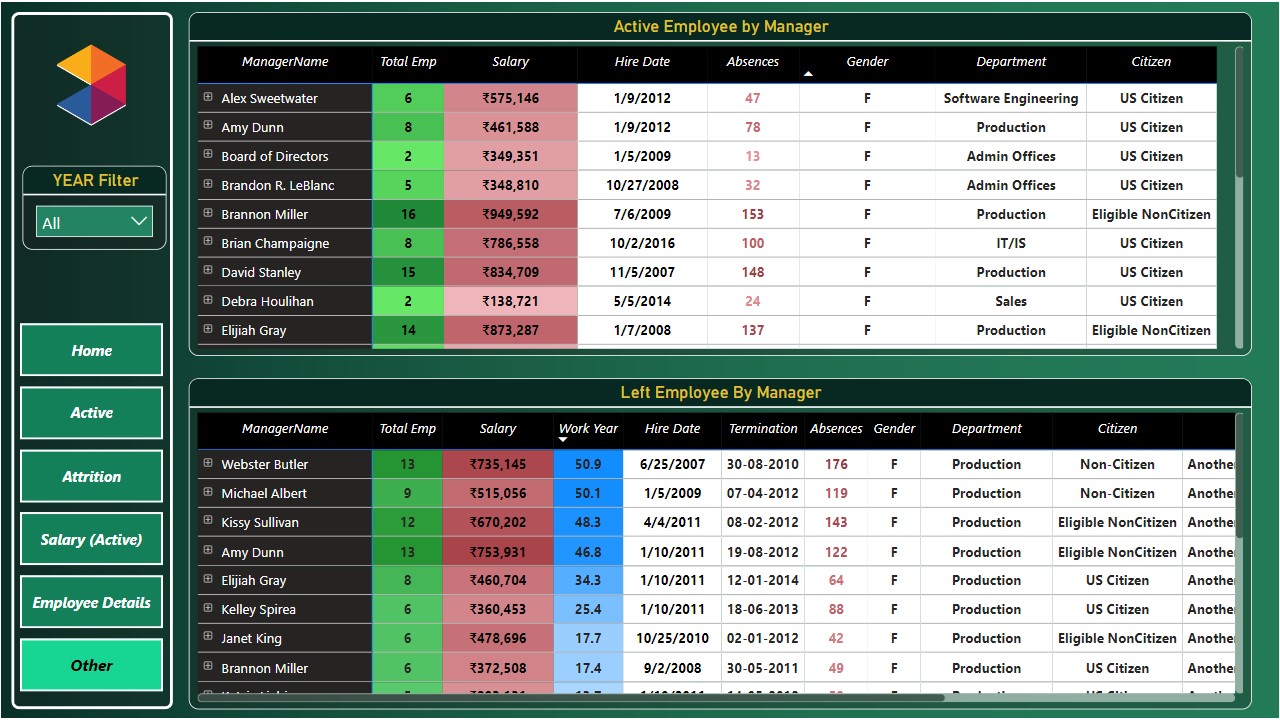 Active Employee by Manager
ManagerName Total Emp Salary Hire Date Absences Gender Department Citizen
Alex Sweetwater 6 ₹575,146 1/9/2012 47 F Software Engineering US Citizen
Amy Dunn 8 ₹461,588 1/9/2012 78 F Production US Citizen
Board of Directors 2 ₹349,351 1/5/2009 13 F Admin Offices US Citizen
Brandon R. LeBlanc 5 ₹348,810 10/27/2008 32 F Admin Offices US Citizen
Brannon Miller 16 ₹949,592 7/6/2009 153 F Production Eligible NonCitizen
Brian Champaigne 8 ₹786,558 10/2/2016 100 F IT/IS US Citizen
David Stanley 15 ₹834,709 11/5/2007 148 F Production US Citizen
Debra Houlihan 2 ₹138,721 5/5/2014 24 F Sales US Citizen
Elijiah Gray 14 ₹873,287 1/7/2008 137 F Production Eligible NonCitizen
YEAR Filter
All
Home
Active
Attrition
Salary (Active)
Employee Details
Other
Left Employee By Manager
ManagerName Total Emp Salary Work Year Hire Date Termination Absences Gender Department Citizen
Webster Butler 13 ₹735,145 50.9 6/25/2007 30-08-2010 176 F Production Non-Citizen Another
Michael Albert 9 ₹515,056 50.1 1/5/2009 07-04-2012 119 F Production Non-Citizen Another
Kissy Sullivan 12 ₹670,202 48.3 4/4/2011 08-02-2012 143 F Production Eligible NonCitizen Another
Amy Dunn 13 ₹753,931 46.8 1/10/2011 19-08-2012 122 F Production Eligible NonCitizen Another
Elijiah Gray 8 ₹460,704 34.3 1/10/2011 12-01-2014 64 F Production US Citizen Another
Kelley Spirea 6 ₹360,453 25.4 1/10/2011 18-06-2013 88 F Production US Citizen Another
Janet King 6 ₹478,696 17.7 10/25/2010 02-01-2012 42 F Production Eligible NonCitizen Another
Brannon Miller 6 ₹372,508 17.4 9/2/2008 30-05-2011 49 F Production US Citizen Another